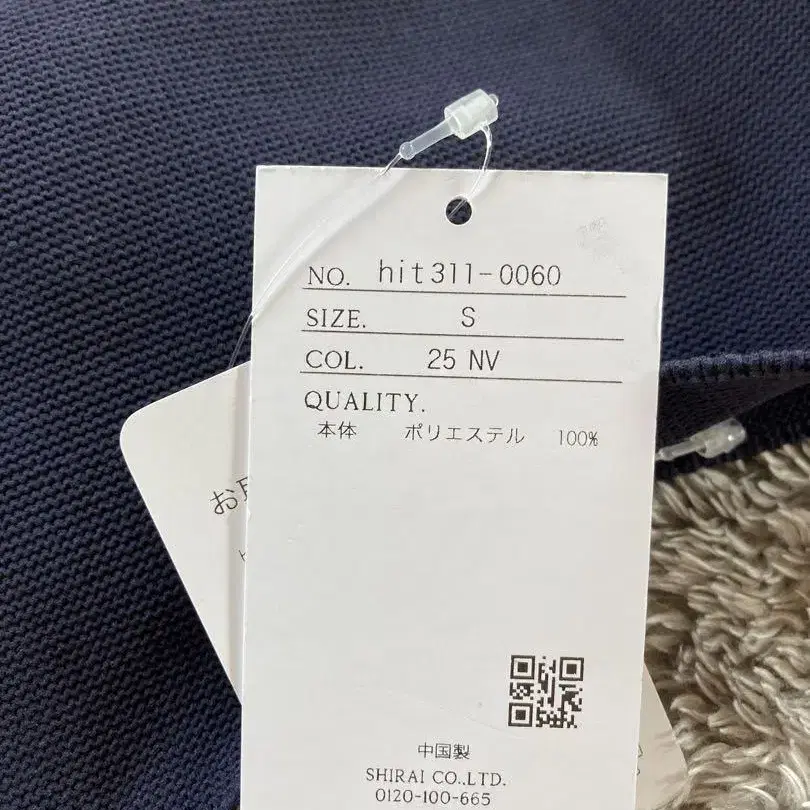 NO. hit311-0060
SIZE. S
COL. 25 NV
QUALITY.
本体 ポリエステル 100%
お
中国製
SHIRAI CO.,LTD.
0120-100-665